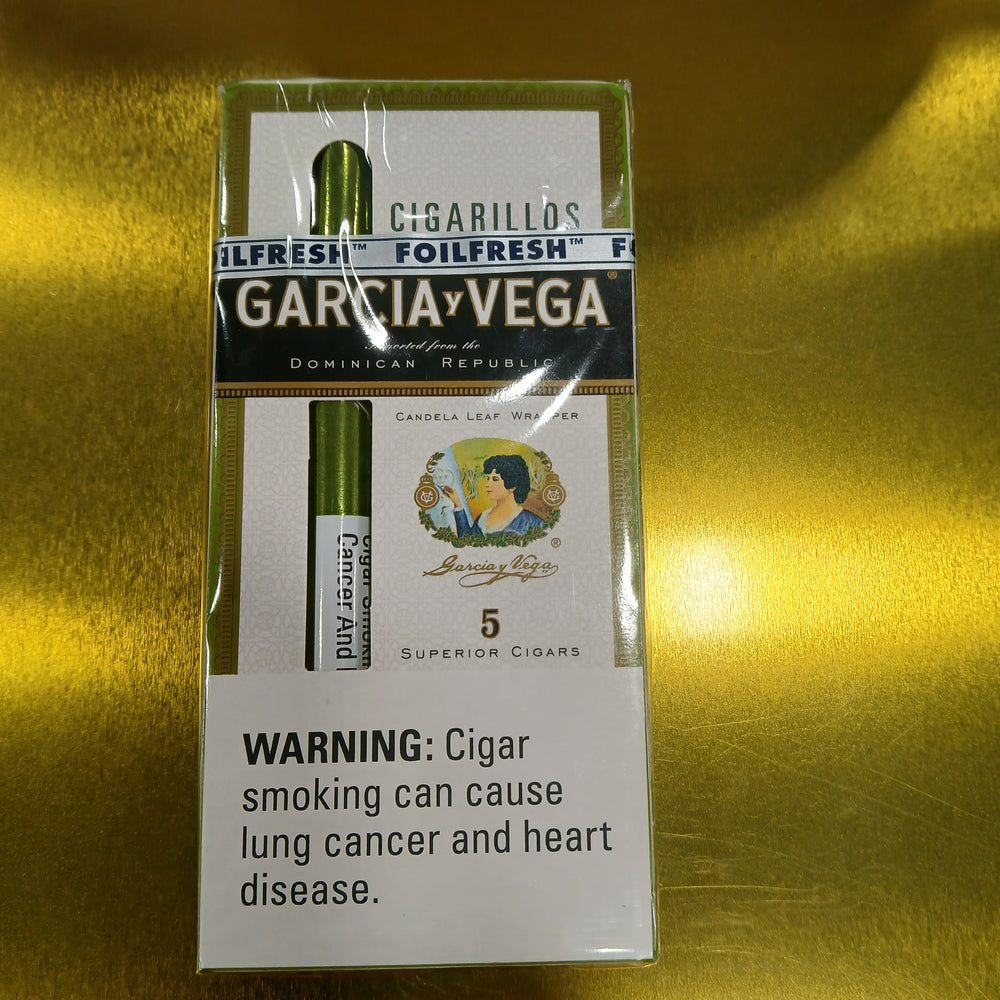 CIGARILLOS
FOILFRESH™ FOILFRESH™
GARCIA y VEGA®
Imported from the
DOMINICAN REPUBLIC
CANDELA LEAF WRAPPER
®
Garcia y Vega
5
SUPERIOR CIGARS
Cigar
Cancer And
WARNING: Cigar
smoking can cause
lung cancer and heart
disease.